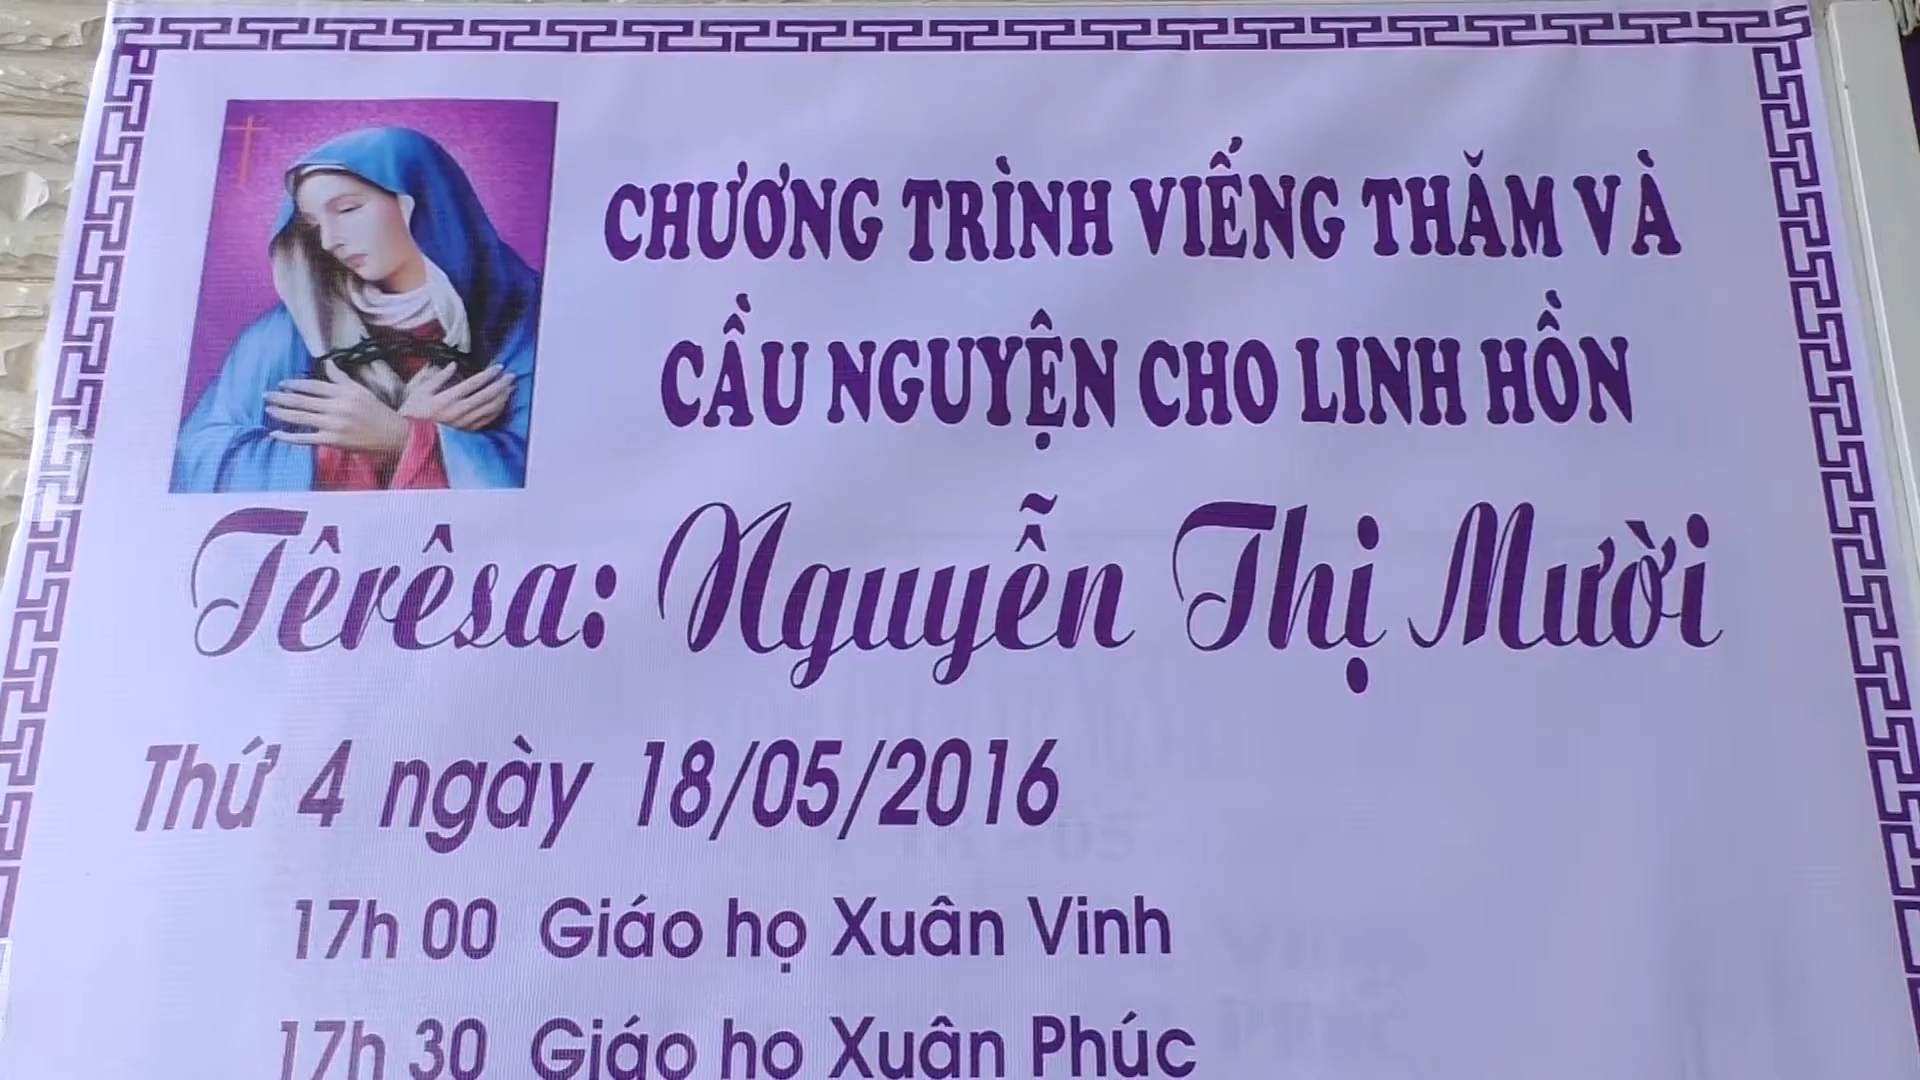 CHƯƠNG TRÌNH VIẾNG THĂM VÀ
CẦU NGUYỆN CHO LINH HỒN
Têrêsa: Nguyễn Thị Mười
Thứ 4 ngày 18/05/2016
17h 00 Giáo họ Xuân Vinh
17h 30 Giáo họ Xuân Phúc